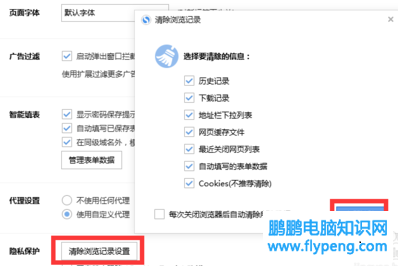 页面字体 默认字体
广告过滤 启动弹出窗口拦
使用扩展过滤更多广
智能填表 显示密码保存提示
自动填写已保存表
在同级域名外，
管理表单数据
代理设置 不使用任何代理
使用自定义代理
隐私保护 清除浏览记录设置
清除浏览记录
选择要清除的信息：
历史记录
下载记录
地址栏下拉列表
网页缓存文件
最近关闭网页列表
自动填写的表单数据
Cookies(不推荐清除)
每次关闭浏览器后自动清除
鹏鹏电脑知识网
www.flypeng.com